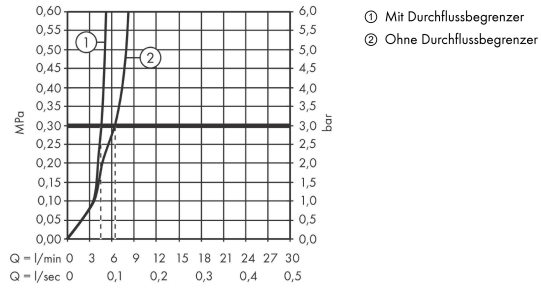 0,60 6,0
0,55 5,5
0,50 5,0
0,45 4,5
0,40 4,0
0,35 3,5
0,30 3,0
0,25 2,5
0,20 2,0
0,15 1,5
0,10 1,0
0,05 0,5
0,00 0,0
MPa
bar
1
2
Q = l/min 0 3 6 9 12 15 18 21 24 27 30
Q = l/sec 0 0,1 0,2 0,3 0,4 0,5
① Mit Durchflussbegrenzer
② Ohne Durchflussbegrenzer